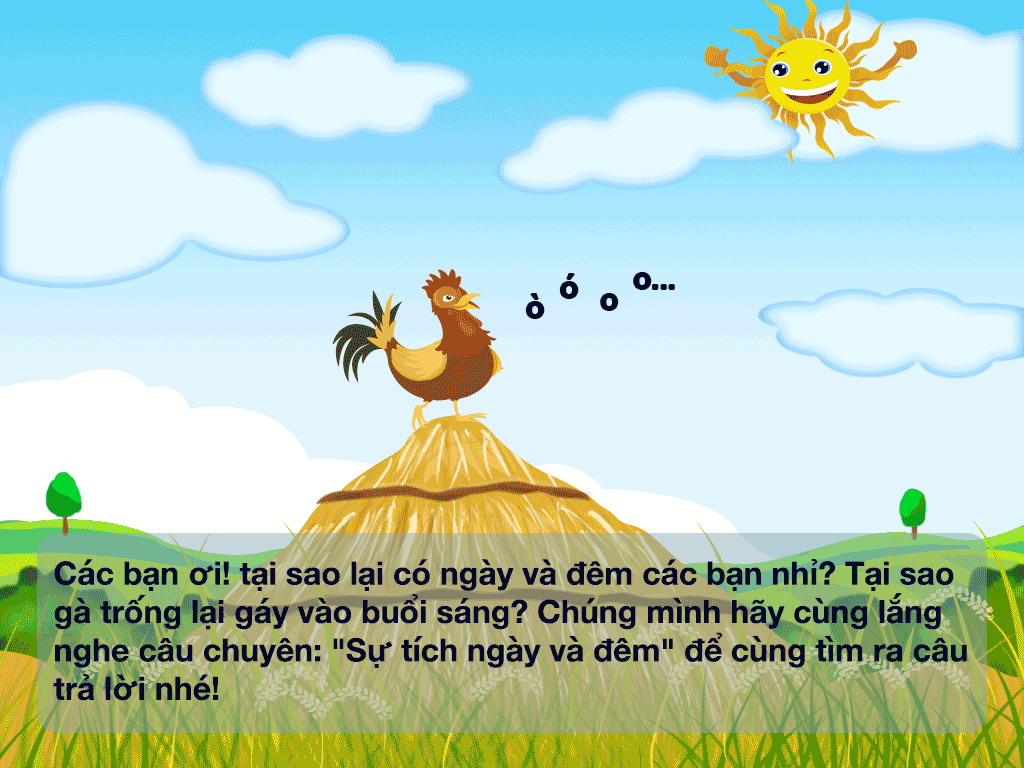 ò ó o o...
Các bạn ơi! tại sao lại có ngày và đêm các bạn nhỉ? Tại sao
gà trống lại gáy vào buổi sáng? Chúng mình hãy cùng lắng
nghe câu chuyên: "Sự tích ngày và đêm" để cùng tìm ra câu
trả lời nhé!